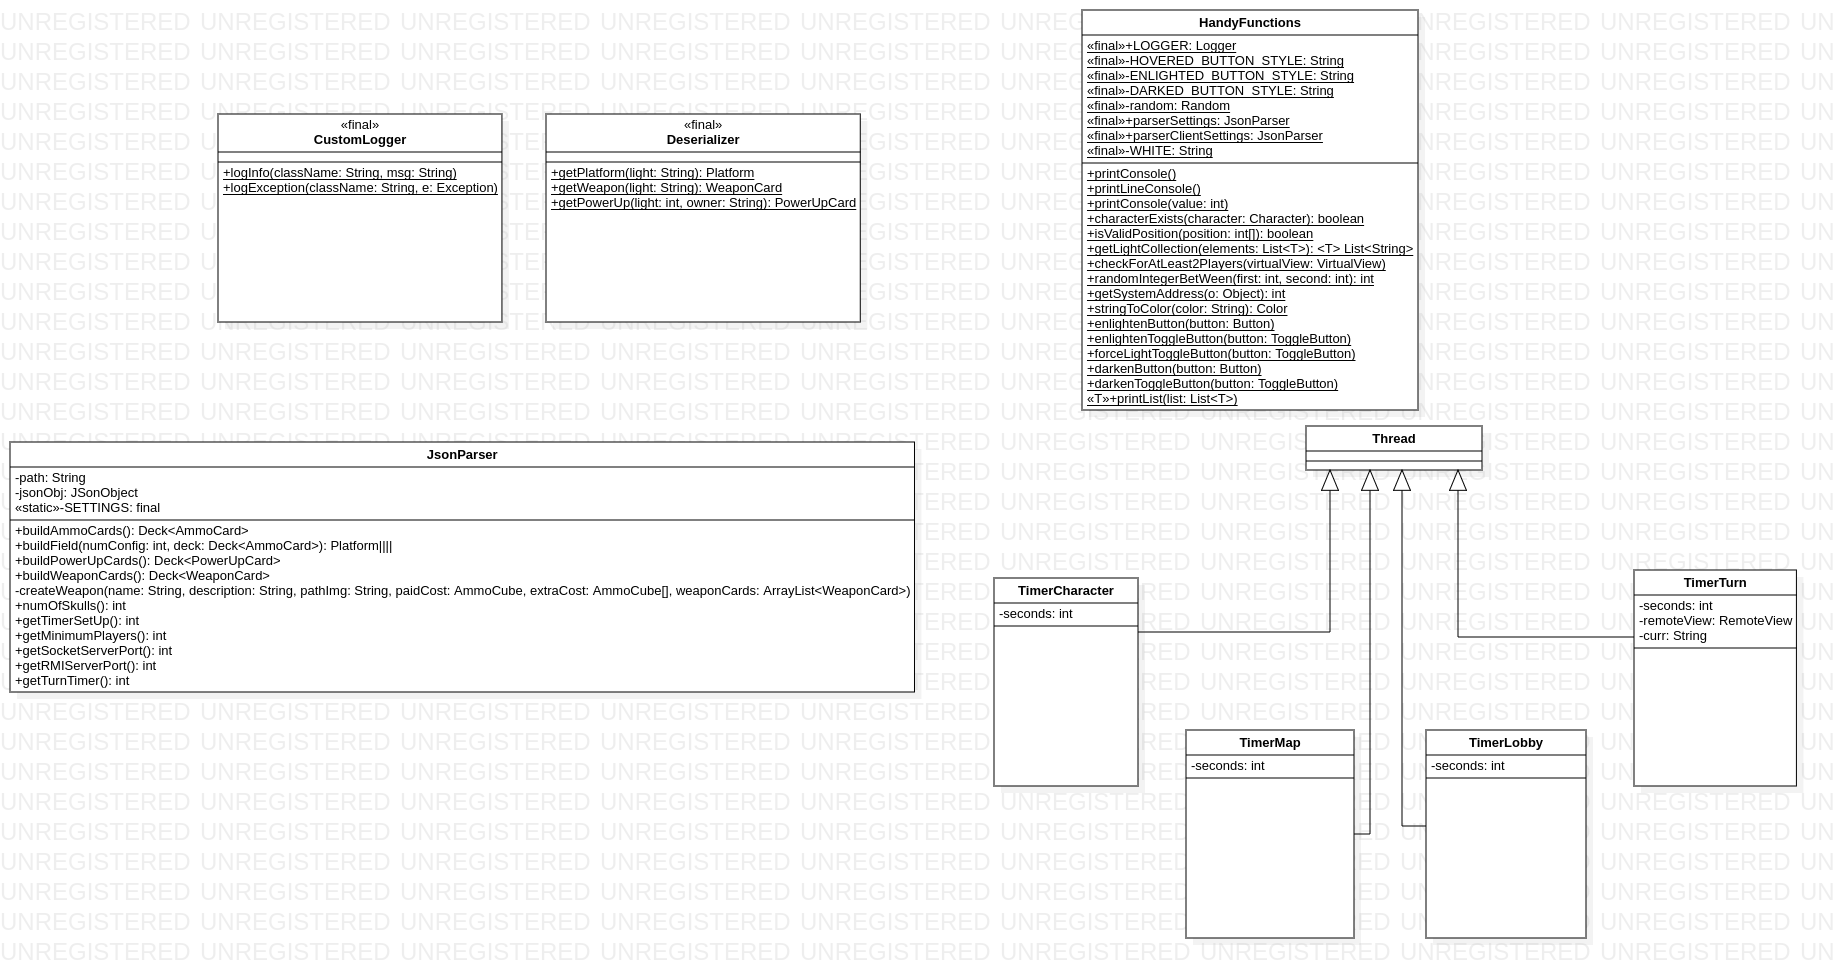 HandyFunctions
«final»+LOGGER: Logger
«final»-HOVERED_BUTTON_STYLE: String
«final»-ENLIGHTED_BUTTON_STYLE: String
«final»-DARKED_BUTTON_STYLE: String
«final»-random: Random
«final»+parserSettings: JsonParser
«final»+parserClientSettings: JsonParser
«final»-WHITE: String
+printConsole()
+printLineConsole()
+printConsole(value: int)
+characterExists(character: Character): boolean
+isValidPosition(position: int[]): boolean
+getLightCollection(elements: List<T>): <T> List<String>
+checkForAtLeast2Players(virtualView: VirtualView)
+randomIntegerBetWeen(first: int, second: int): int
+getSystemAddress(o: Object): int
+stringToColor(color: String): Color
+enlightenButton(button: Button)
+enlightenToggleButton(button: ToggleButton)
+forceLightToggleButton(button: ToggleButton)
+darkenButton(button: Button)
+darkenToggleButton(button: ToggleButton)
«T»+printList(list: List<T>)
«final»
CustomLogger
+logInfo(className: String, msg: String)
+logException(className: String, e: Exception)
«final»
Deserializer
+getPlatform(light: String): Platform
+getWeapon(light: String): WeaponCard
+getPowerUp(light: int, owner: String): PowerUpCard
JsonParser
-path: String
-jsonObj: JSonObject
«static»-SETTINGS: final
+buildAmmoCards(): Deck<AmmoCard>
+buildField(numConfig: int, deck: Deck<AmmoCard>): Platform||||
+buildPowerUpCards(): Deck<PowerUpCard>
+buildWeaponCards(): Deck<WeaponCard>
-createWeapon(name: String, description: String, pathImg: String, paidCost: AmmoCube, extraCost: AmmoCube[], weaponCards: ArrayList<WeaponCard>)
+numOfSkulls(): int
+getTimerSetUp(): int
+getMinimumPlayers(): int
+getSocketServerPort(): int
+getRMIServerPort(): int
+getTurnTimer(): int
Thread
TimerCharacter
-seconds: int
TimerMap
-seconds: int
TimerLobby
-seconds: int
TimerTurn
-seconds: int
-remoteView: RemoteView
-curr: String
UNREGISTERED